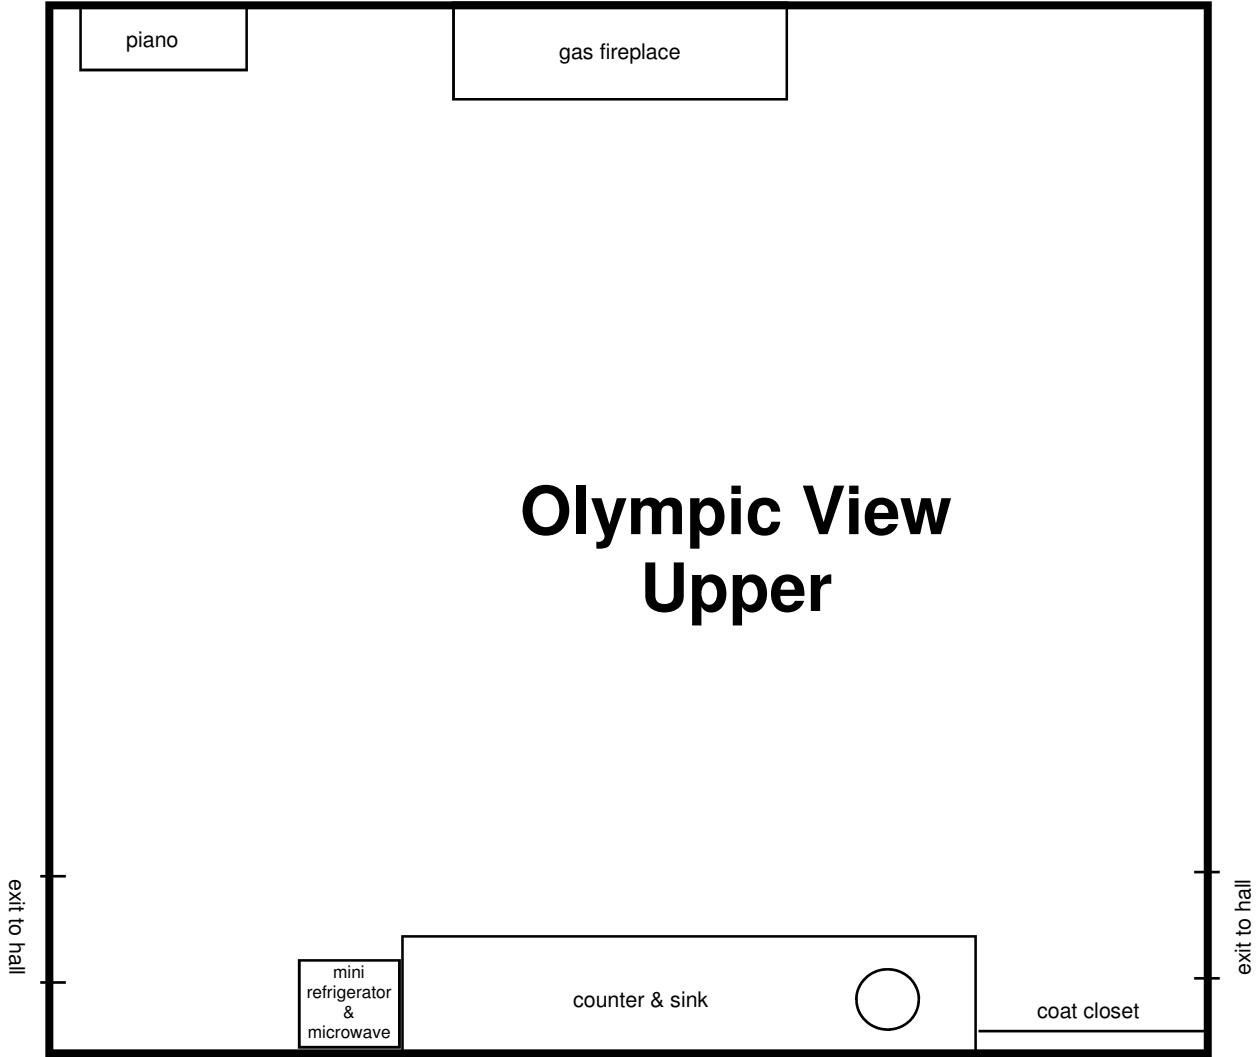 piano
gas fireplace
Olympic View
Upper
exit to hall
exit to hall
mini
refrigerator
&
microwave
counter & sink
coat closet